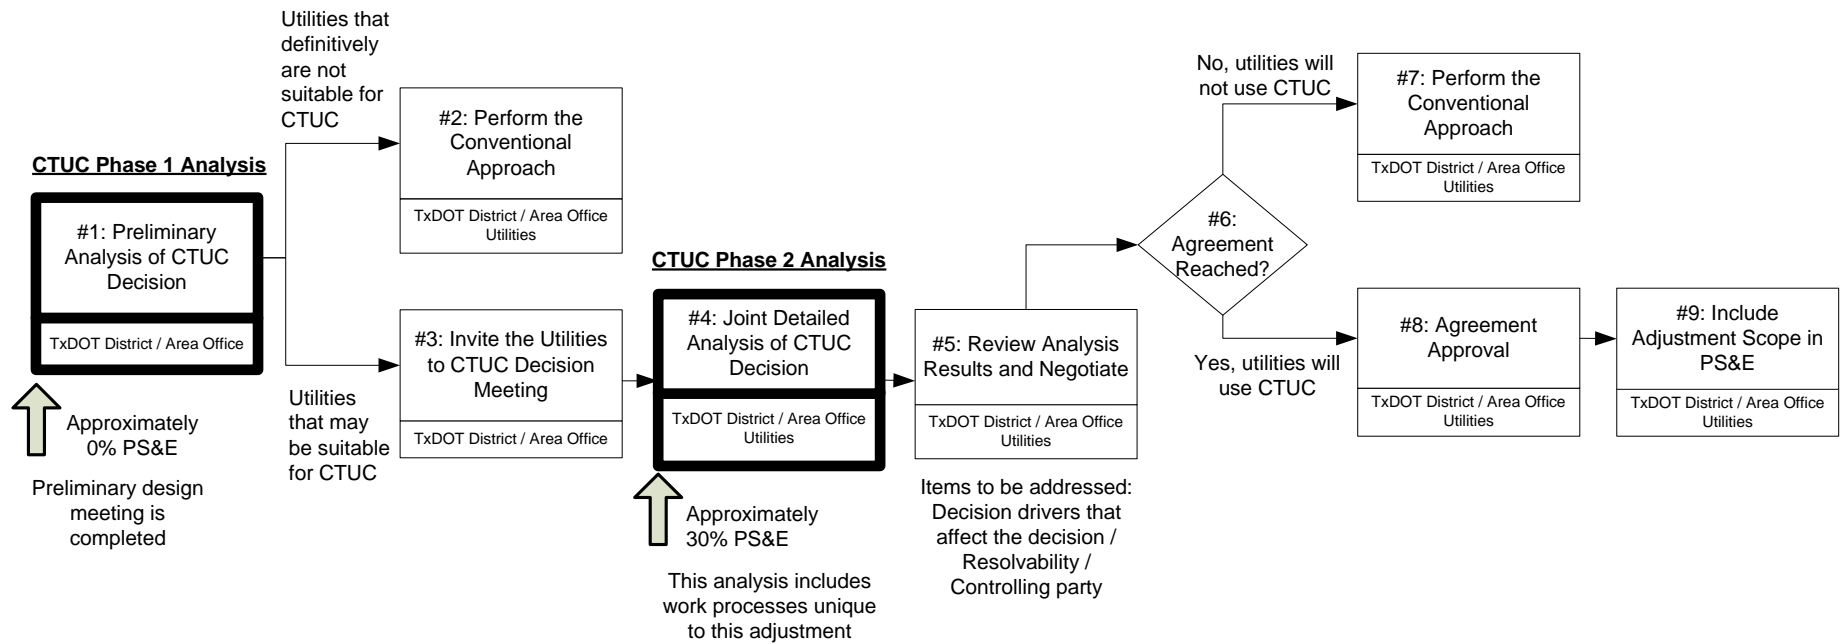 Utilities that
definitively
are not
suitable for
CTUC
CTUC Phase 1 Analysis
#1: Preliminary
Analysis of CTUC
Decision
TxDOT District / Area Office
Approximately
0% PS&E
Preliminary design
meeting is
completed
#2: Perform the
Conventional
Approach
TxDOT District / Area Office
Utilities
#3: Invite the Utilities
to CTUC Decision
Meeting
TxDOT District / Area Office
Utilities
that may
be suitable
for CTUC
CTUC Phase 2 Analysis
#4: Joint Detailed
Analysis of CTUC
Decision
TxDOT District / Area Office
Utilities
Approximately
30% PS&E
This analysis includes
work processes unique
to this adjustment
#5: Review Analysis
Results and Negotiate
TxDOT District / Area Office
Utilities
Items to be addressed:
Decision drivers that
affect the decision /
Resolvability /
Controlling party
#6:
Agreement
Reached?
No, utilities will
not use CTUC
#7: Perform the
Conventional
Approach
TxDOT District / Area Office
Utilities
Yes, utilities will
use CTUC
#8: Agreement
Approval
TxDOT District / Area Office
Utilities
#9: Include
Adjustment Scope in
PS&E
TxDOT District / Area Office
Utilities